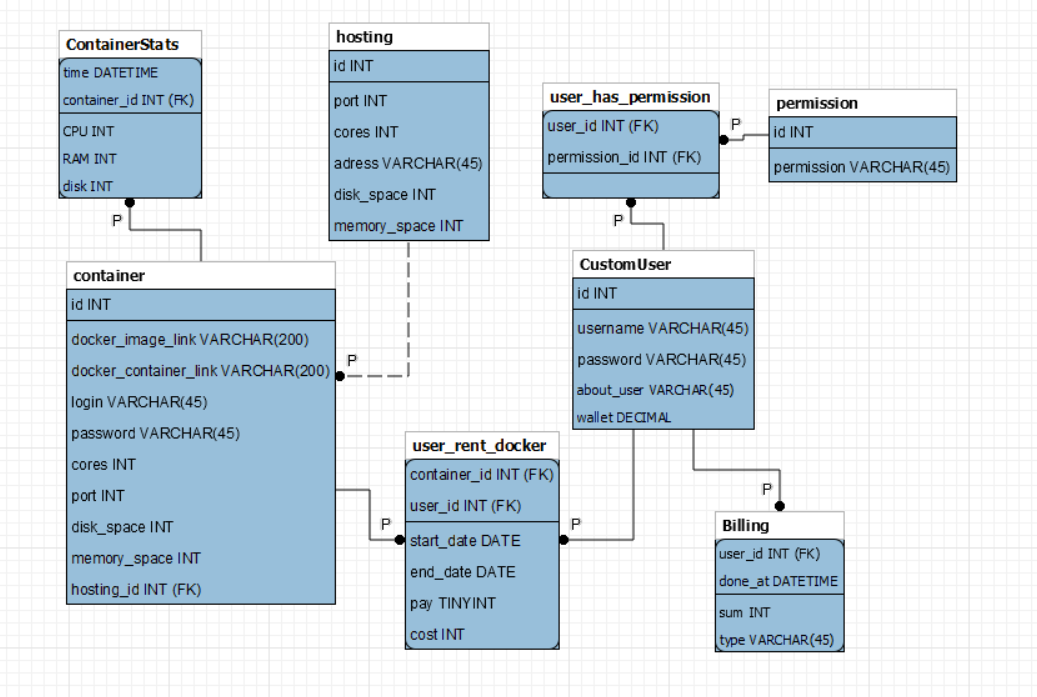 ContainerStats
time DATETIME
container_id INT (FK)
CPU INT
RAM INT
disk INT
P
hosting
id INT
port INT
cores INT
adress VARCHAR(45)
disk_space INT
memory_space INT
P
user_has_permission
user_id INT (FK)
permission_id INT (FK)
P
P
permission
id INT
permission VARCHAR(45)
container
id INT
docker_image_link VARCHAR(200)
docker_container_link VARCHAR(200)
login VARCHAR(45)
password VARCHAR(45)
cores INT
port INT
disk_space INT
memory_space INT
hosting_id INT (FK)
P
CustomUser
id INT
username VARCHAR(45)
password VARCHAR(45)
about_user VARCHAR(45)
wallet DECIMAL
user_rent_docker
container_id INT (FK)
user_id INT (FK)
start_date DATE
end_date DATE
pay TINYINT
cost INT
P
P
Billing
user_id INT (FK)
done_at DATETIME
sum INT
type VARCHAR(45)